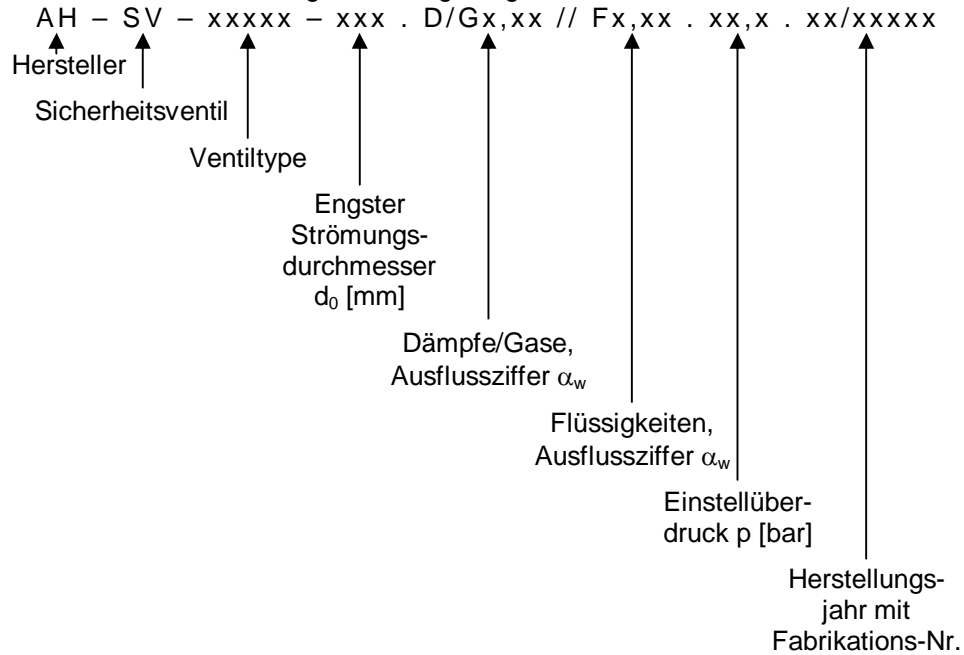 AH – SV – xxxxx – xxx . D/Gx,xx // Fx,xx . xx,x . xx/xxxxx
Hersteller
Sicherheitsventil
Ventiltype
Engster
Strömungs-
durchmesser
d₀ [mm]
Dämpfe/Gase,
Ausflussziffer αw
Flüssigkeiten,
Ausflussziffer αw
Einstellüber-
druck p [bar]
Herstellungs-
jahr mit
Fabrikations-Nr.